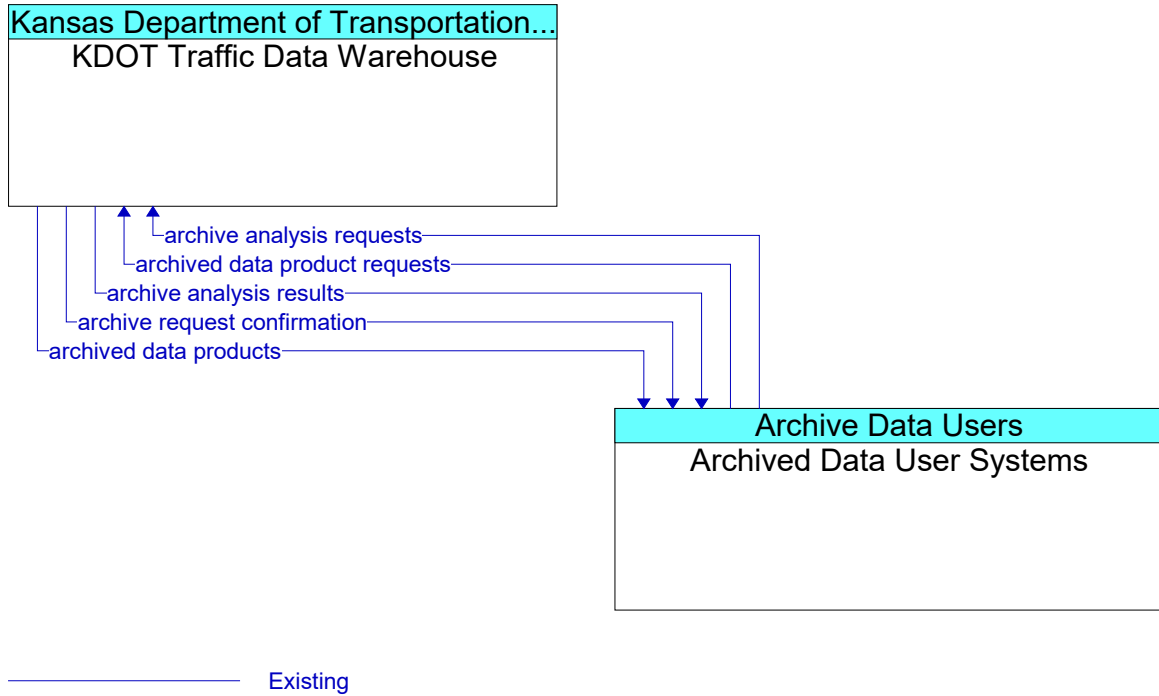 Kansas Department of Transportation...
KDOT Traffic Data Warehouse
archive analysis requests
archived data product requests
archive analysis results
archive request confirmation
archived data products
Archive Data Users
Archived Data User Systems
Existing